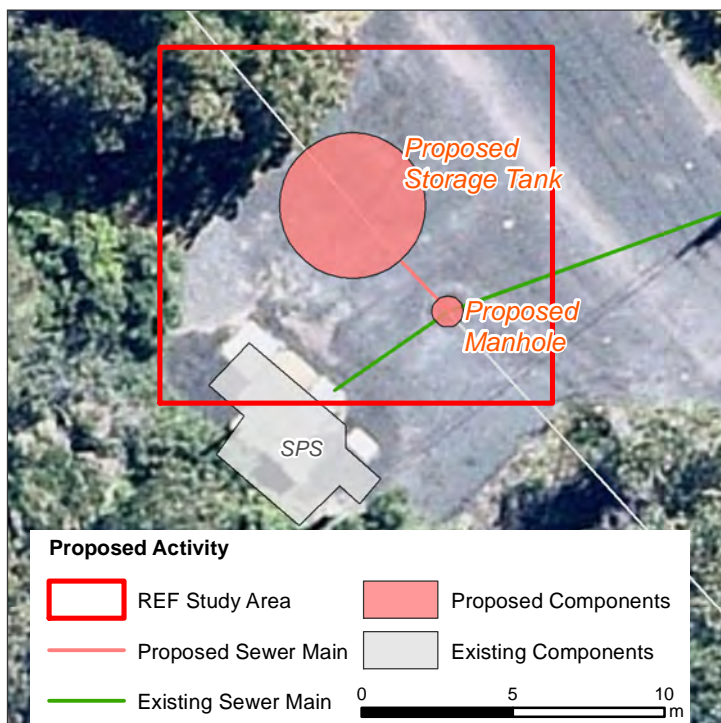 Proposed
Storage Tank
Proposed
Manhole
SPS
Proposed Activity
REF Study Area
Proposed Components
Proposed Sewer Main
Existing Components
Existing Sewer Main
0 5 10
m